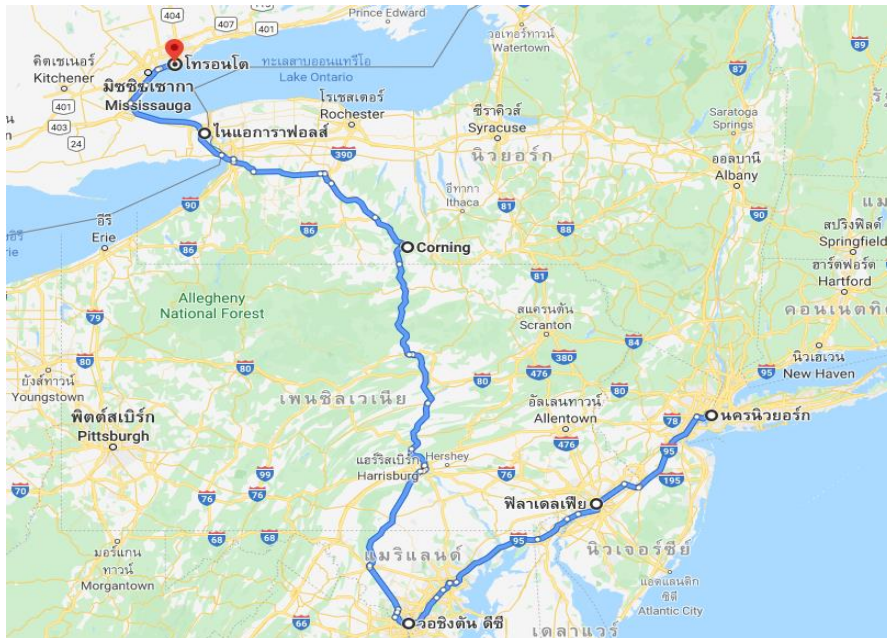 404
401
Prince Edward
404
407
โทรอนโต
ทะเลสาบออนแทรีโอ
Lake Ontario
วอเทอร์ทาวน์
Watertown
89
87
คิตเชเนอร์
Kitchener
มิซซิซเซากา
Mississauga
401
403
24
ไนแอการาฟอลส์
โรเชสเตอร์
Rochester
390
ซีราคิวส์
Syracuse
นิวยอร์ก
Saratoga
Springs
ออลบานี
Albany
90
90
อีทากา
Ithaca
81
88
สปริงฟิลด์
Springfield
ฮาร์ตฟอร์ด
Hartford
อีรี
Erie
86
86
Corning
81
Allegheny
National Forest
79
สแครนตัน
Scranton
84
380
476
80
80
80
80
95
นิวเฮเวน
New Haven
ยังส์ทาวน์
Youngstown
เพนซิลเวเนีย
พิตต์สเบิร์ก
Pittsburgh
อัลเลนทาวน์
Allentown
476
78
นครนิวยอร์ก
95
195
แฮร์ริสเบิร์ก
Harrisburg
Hershey
76
70
99
76
76
ฟิลาเดลเฟีย
68
68
95
มอร์แกน
ทาวน์
Morgantown
แมริแลนด์
นิวเจอร์ซีย์
แอตแลนติก
ซิตี
Atlantic City
66
วอชิงตัน ดีซี
เดลาแวร์